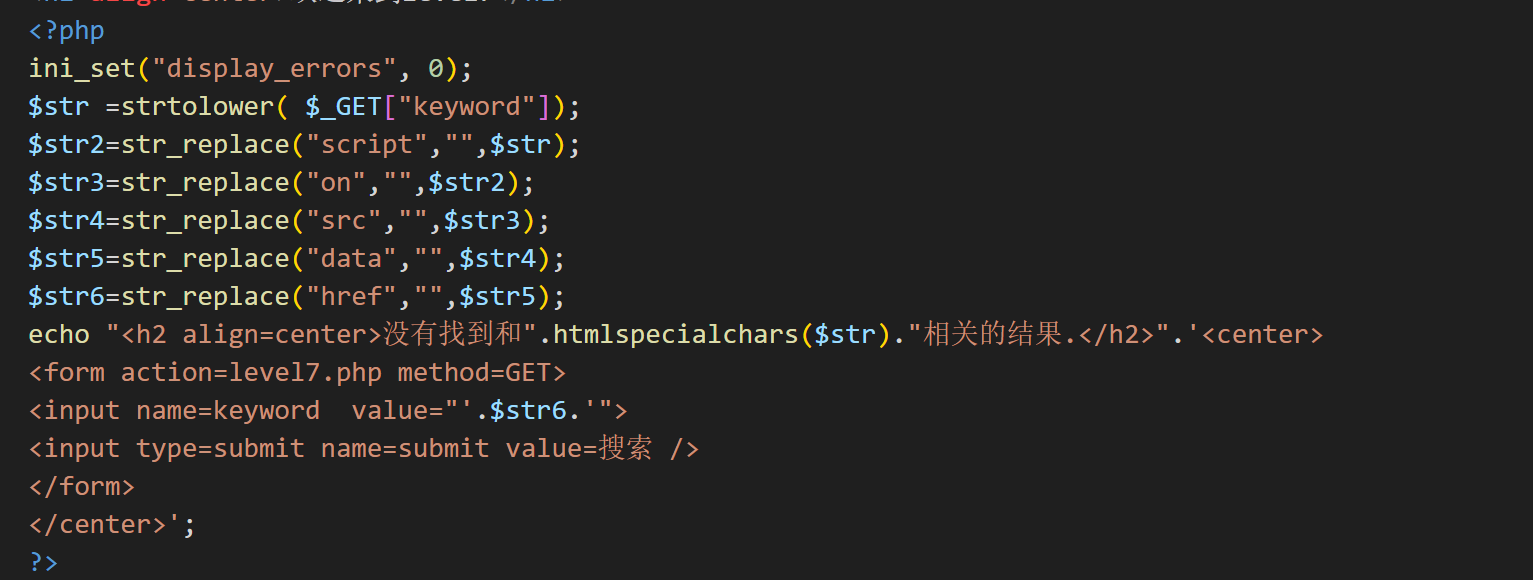 <?php
ini_set("display_errors", 0);
$str =strtolower( $_GET["keyword"]);
$str2=str_replace("script","",$str);
$str3=str_replace("on","",$str2);
$str4=str_replace("src","",$str3);
$str5=str_replace("data","",$str4);
$str6=str_replace("href","",$str5);
echo "<h2 align=center>没有找到和".htmlspecialchars($str)."相关的结果.</h2>".'<center>
<form action=level7.php method=GET>
<input name=keyword  value="'.$str6.'">
<input type=submit name=submit value=搜索 />
</form>
</center>';
?>